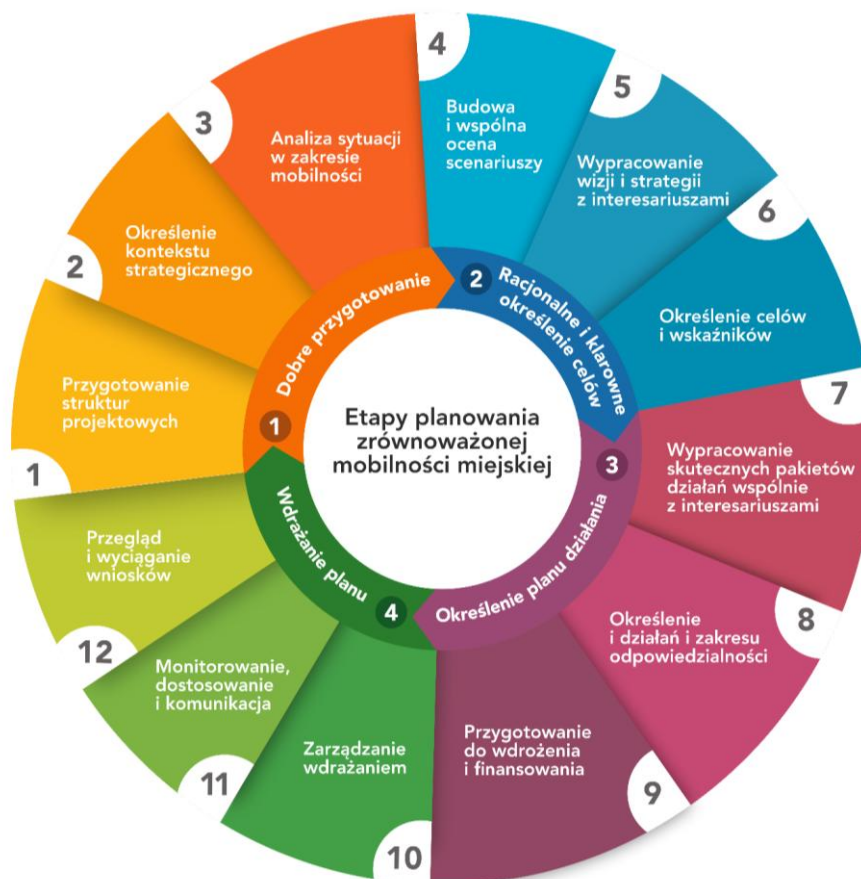 Etapy planowania
zrównoważonej
mobilności miejskiej
1
Dobre przygotowanie
2
Racjonalne i klarowne
określenie celów
3
Określenie planu działania
4
Wdrażanie planu
1
Przygotowanie
struktur
projektowych
2
Określenie
kontekstu
strategicznego
3
Analiza sytuacji
w zakresie
mobilności
4
Budowa
i wspólna
ocena
scenariuszy
5
Wypracowanie
wizji i strategii
z interesariuszami
6
Określenie celów
i wskaźników
7
Wypracowanie
skutecznych pakietów
działań wspólnie
z interesariuszami
8
Określenie
i działań i zakresu
odpowiedzialności
9
Przygotowanie
do wdrożenia
i finansowania
10
Zarządzanie
wdrażaniem
11
Monitorowanie,
dostosowanie
i komunikacja
12
Przegląd
i wyciąganie
wniosków